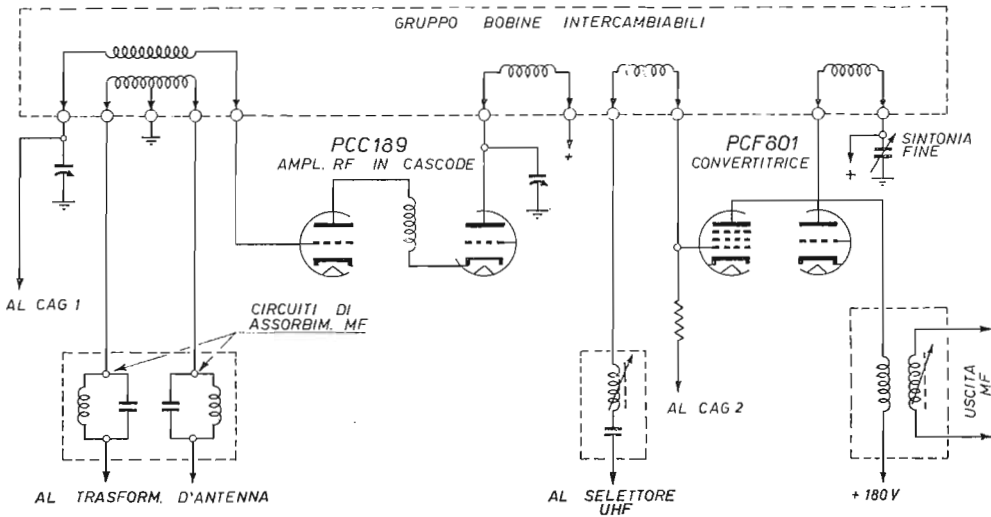 GRUPPO BOBINE INTERCAMBIABILI
PCC189
AMPL. RF IN CASCODE
+
PCF801
CONVERTITRICE
+
SINTONIA
FINE
AL CAG 1
CIRCUITI DI
ASSORBIM. MF
AL CAG 2
USCITA
MF
AL TRASFORM. D'ANTENNA
AL SELETTORE
UHF
+ 180 V